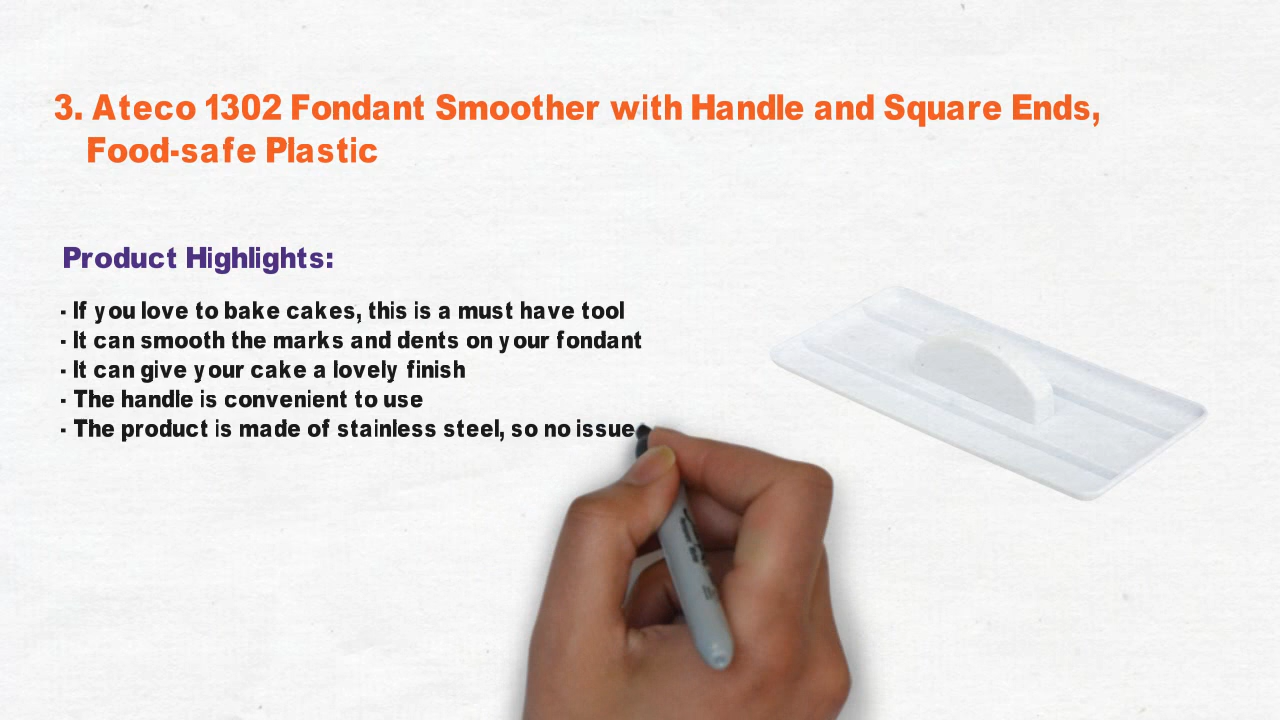 3. Ateco 1302 Fondant Smoother with Handle and Square Ends,
Food-safe Plastic
Product Highlights:
- If you love to bake cakes, this is a must have tool
- It can smooth the marks and dents on your fondant
- It can give your cake a lovely finish
- The handle is convenient to use
- The product is made of stainless steel, so no issue